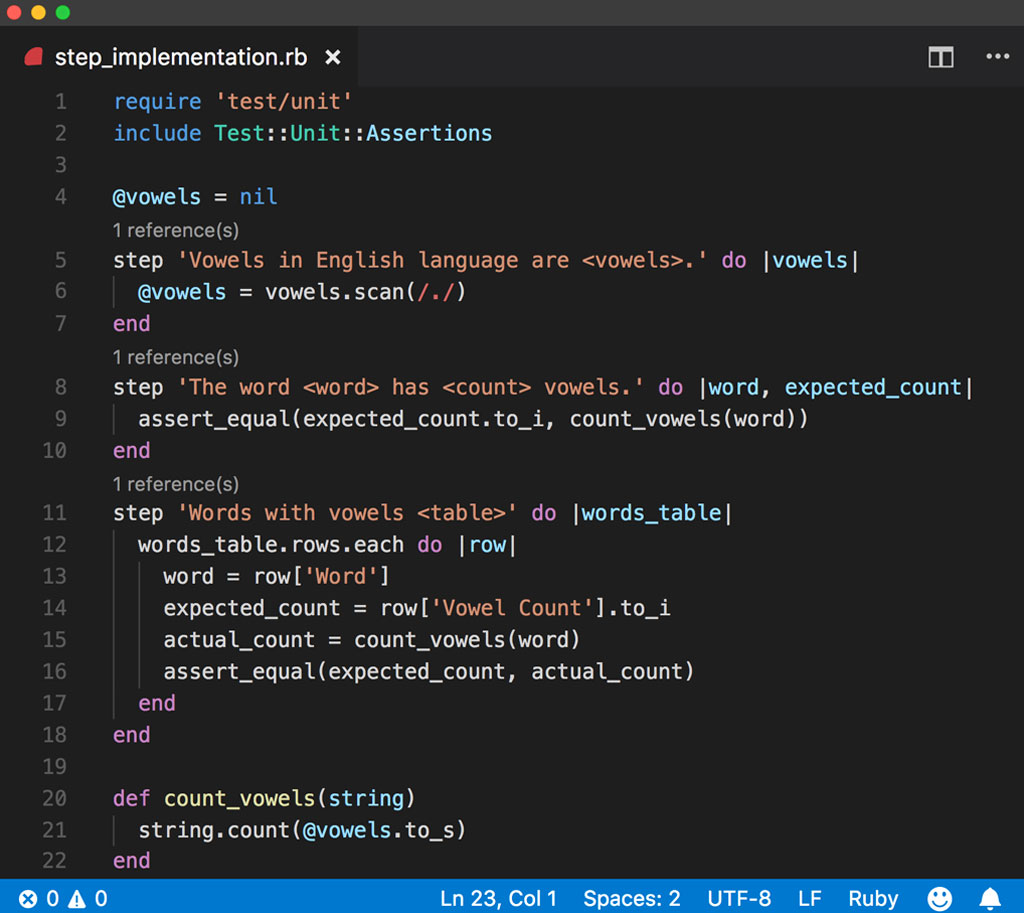 step_implementation.rb
1 require 'test/unit'
2 include Test::Unit::Assertions
3
4 @vowels = nil
1 reference(s)
5 step 'Vowels in English language are <vowels>.' do |vowels|
6   @vowels = vowels.scan(/./)
7 end
1 reference(s)
8 step 'The word <word> has <count> vowels.' do |word, expected_count|
9   assert_equal(expected_count.to_i, count_vowels(word))
10 end
1 reference(s)
11 step 'Words with vowels <table>' do |words_table|
12   words_table.rows.each do |row|
13     word = row['Word']
14     expected_count = row['Vowel Count'].to_i
15     actual_count = count_vowels(word)
16     assert_equal(expected_count, actual_count)
17   end
18 end
19
20 def count_vowels(string)
21   string.count(@vowels.to_s)
22 end
0 0 Ln 23, Col 1 Spaces: 2 UTF-8 LF Ruby